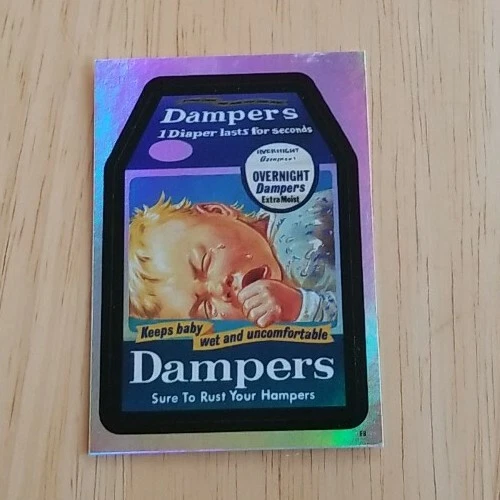 Dampers
1 Diaper lasts for seconds
OVERNIGHT
OVERNIGHT
Dampers
Extra Moist
Keeps baby
wet and uncomfortable
Dampers
Sure To Rust Your Hampers